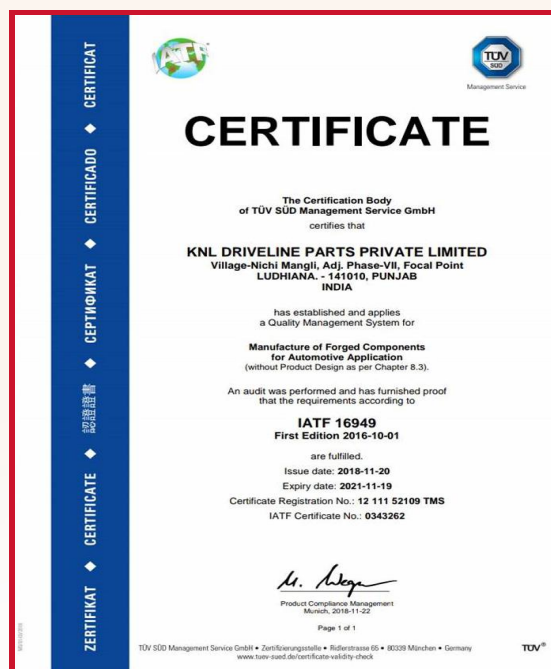 IATF
TÜV
SÜD
Management Service
CERTIFICATE
The Certification Body
of TÜV SÜD Management Service GmbH
certifies that
KNL DRIVELINE PARTS PRIVATE LIMITED
Village-Nichi Mangli, Adj. Phase-VII, Focal Point
LUDHIANA. - 141010, PUNJAB
INDIA
has established and applies
a Quality Management System for
Manufacture of Forged Components
for Automotive Application
(without Product Design as per Chapter 8.3).
An audit was performed and has furnished proof
that the requirements according to
IATF 16949
First Edition 2016-10-01
are fulfilled.
Issue date: 2018-11-20
Expiry date: 2021-11-19
Certificate Registration No.: 12 111 52109 TMS
IATF Certificate No.: 0343262
Product Compliance Management
Munich, 2018-11-22
Page 1 of 1
TÜV SÜD Management Service GmbH • Zertifizierungsstelle • Ridlerstrasse 65 • 80339 München • Germany
www.tuev-sued.de/certificate-validity-check
TÜV®
ZERTIFIKAT ◆ CERTIFICATE ◆ 認證證書 ◆ СЕРТИФИКАТ ◆ CERTIFICADO ◆ CERTIFICAT